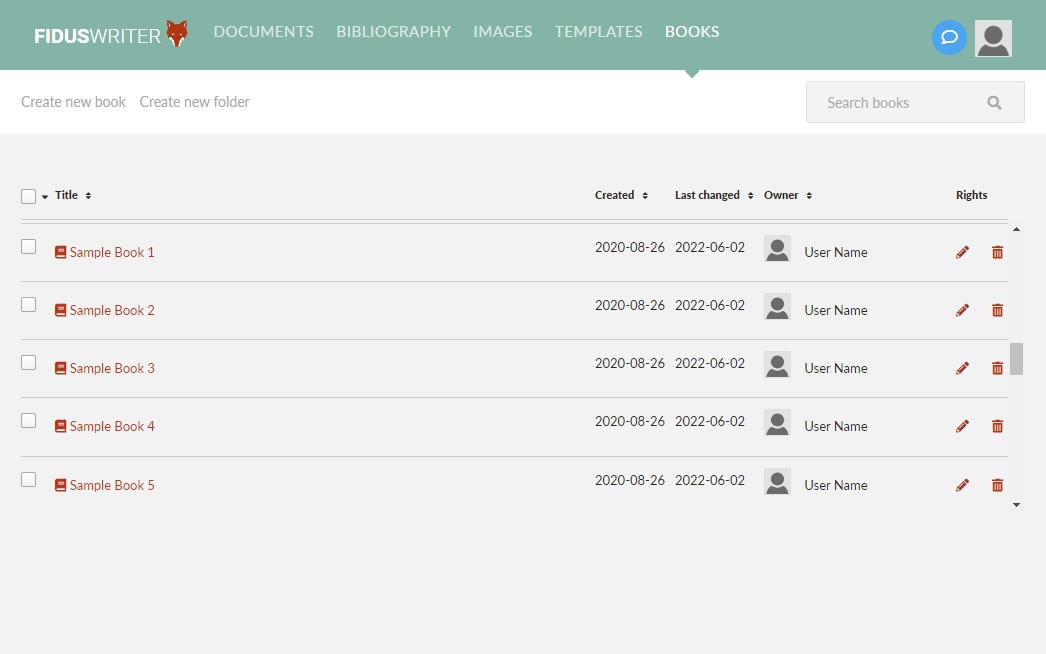 FIDUSWRITER DOCUMENTS BIBLIOGRAPHY IMAGES TEMPLATES BOOKS
Create new book Create new folder Search books
Title Created Last changed Owner Rights
Sample Book 1 2020-08-26 2022-06-02 User Name
Sample Book 2 2020-08-26 2022-06-02 User Name
Sample Book 3 2020-08-26 2022-06-02 User Name
Sample Book 4 2020-08-26 2022-06-02 User Name
Sample Book 5 2020-08-26 2022-06-02 User Name